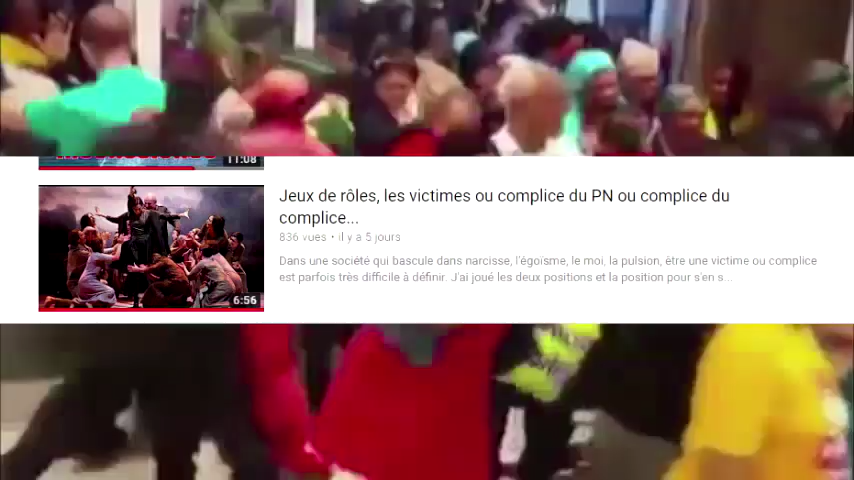 11:08
Jeux de rôles, les victimes ou complice du PN ou complice du
complice...
836 vues • il y a 5 jours
Dans une société qui bascule dans narcisse, l'égoïsme, le moi, la pulsion, être une victime ou complice
est parfois très difficile à définir. J'ai joué les deux positions et la position pour s'en s...
6:56